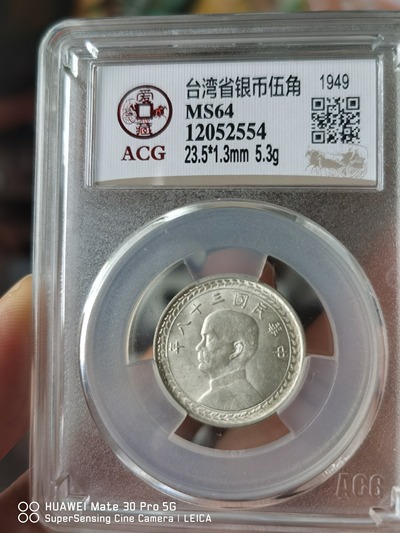 台湾省银币伍角 1949
MS64
12052554
ACG 23.5*1.3mm 5.3g
年八十三國民華中
ACG
HUAWEI Mate 30 Pro 5G
SuperSensing Cine Camera | LEICA